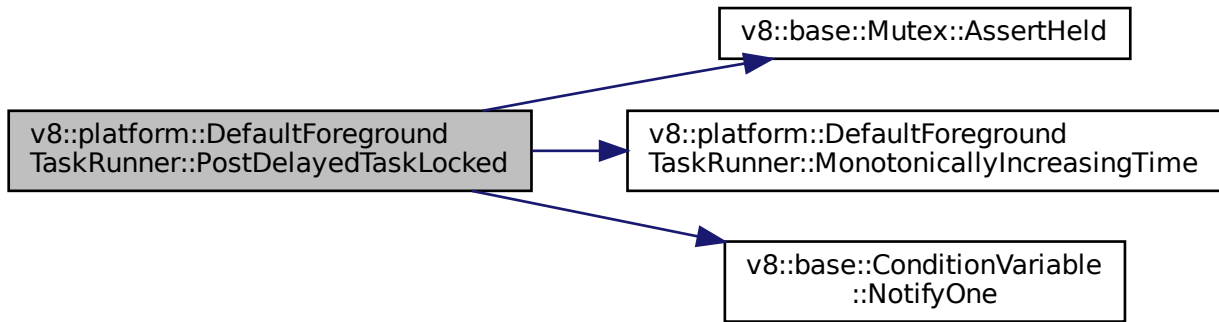 v8::base::Mutex::AssertHeld
v8::platform::DefaultForeground
TaskRunner::PostDelayedTaskLocked
v8::platform::DefaultForeground
TaskRunner::MonotonicallyIncreasingTime
v8::base::ConditionVariable
::NotifyOne